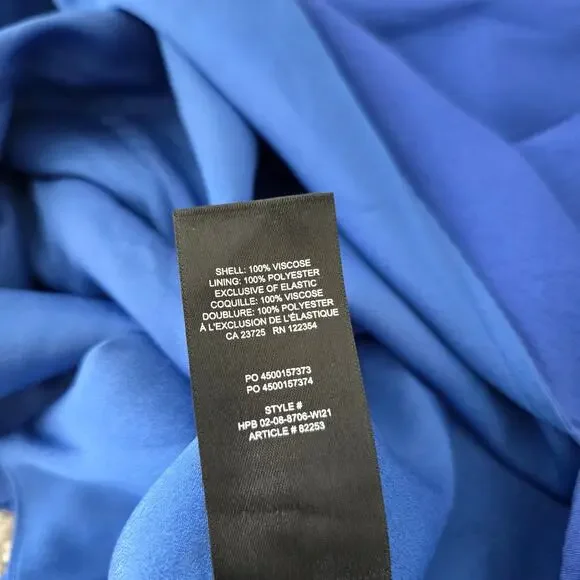 SHELL: 100% VISCOSE
LINING: 100% POLYESTER
EXCLUSIVE OF ELASTIC
COQUILLE: 100% VISCOSE
DOUBLURE: 100% POLYESTER
À L'EXCLUSION DE L'ÉLASTIQUE
CA 23725 RN 122354
PO 4500157373
PO 4500157374
STYLE #
HPB 02-08-8706-WI21
ARTICLE # 82253